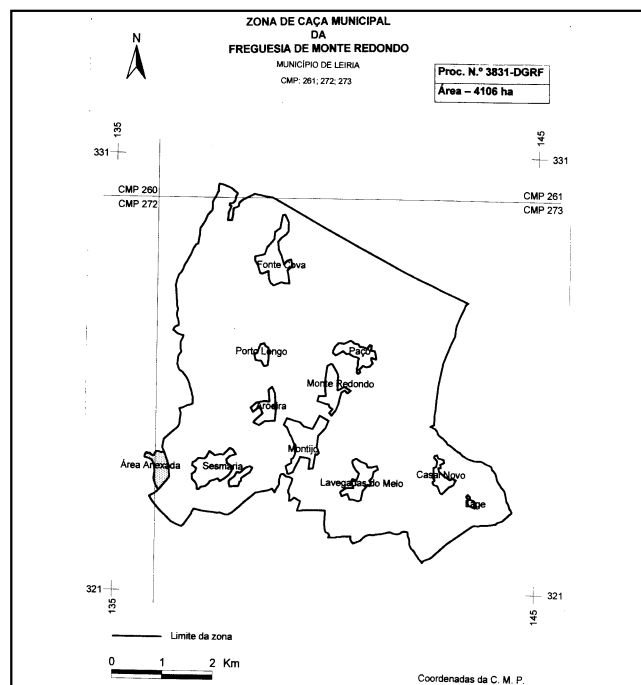 ZONA DE CAÇA MUNICIPAL
DA
FREGUESIA DE MONTE REDONDO
MUNICÍPIO DE LEIRIA
CMP: 261; 272; 273
N
Proc. N.º 3831-DGRF
Área – 4106 ha
135
145
331
331
CMP 260
CMP 261
CMP 272
CMP 273
Fonte Cova
Porto Longo
Paço
Monte Redondo
Aroeira
Montijo
Área Anexada
Sesmaria
Lavegadas do Meio
Casal Novo
Lage
321
321
135
145
Limite da zona
0 1 2 Km
Coordenadas da C. M. P.